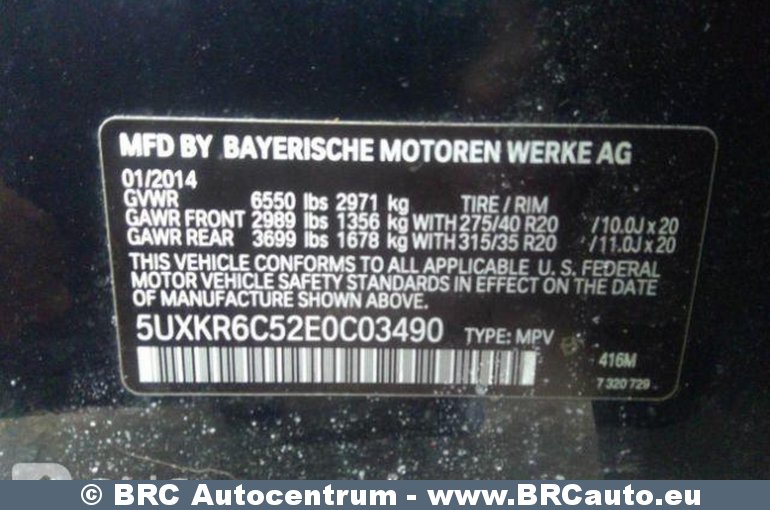 MFD BY BAYERISCHE MOTOREN WERKE AG
01/2014
GVWR 6550 lbs 2971 kg TIRE / RIM
GAWR FRONT 2989 lbs 1356 kg WITH 275/40 R20 /10.0J x 20
GAWR REAR 3699 lbs 1678 kg WITH 315/35 R20 /11.0J x 20
THIS VEHICLE CONFORMS TO ALL APPLICABLE U.S. FEDERAL
MOTOR VEHICLE SAFETY STANDARDS IN EFFECT ON THE DATE
OF MANUFACTURE SHOWN ABOVE.
5UXKR6C52E0C03490 TYPE: MPV
416M
7 320 729
© BRC Autocentrum - www.BRCauto.eu